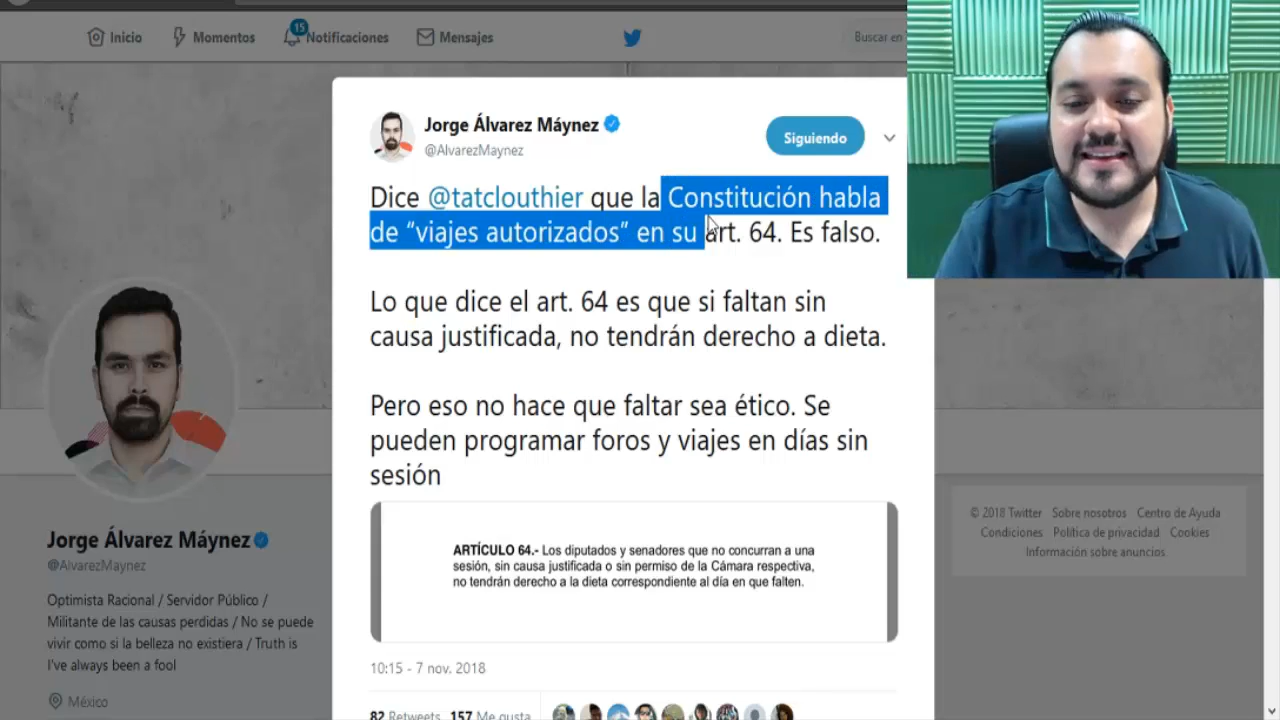 Inicio
Momentos
15
Notificaciones
Mensajes
Buscar en
Jorge Álvarez Máynez
@AlvarezMaynez
Siguiendo
Dice @tatclouthier que la Constitución habla
de “viajes autorizados” en su art. 64. Es falso.
Lo que dice el art. 64 es que si faltan sin
causa justificada, no tendrán derecho a dieta.
Pero eso no hace que faltar sea ético. Se
pueden programar foros y viajes en días sin
sesión
ARTÍCULO 64.- Los diputados y senadores que no concurran a una
sesión, sin causa justificada o sin permiso de la Cámara respectiva,
no tendrán derecho a la dieta correspondiente al día en que falten.
10:15 - 7 nov. 2018
82 Retweets 157 Me gusta
Jorge Álvarez Máynez
@AlvarezMaynez
Optimista Racional / Servidor Público /
Militante de las causas perdidas / No se puede
vivir como si la belleza no existiera / Truth is
I've always been a fool
México
© 2018 Twitter Sobre nosotros Centro de Ayuda
Condiciones Política de privacidad Cookies
Información sobre anuncios